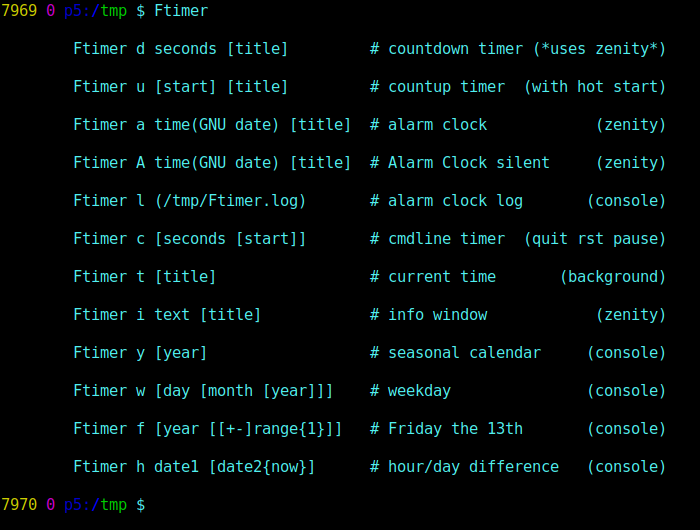 7969 0 p5:/tmp $ Ftimer
Ftimer d seconds [title]         # countdown timer (*uses zenity*)
Ftimer u [start] [title]         # countup timer  (with hot start)
Ftimer a time(GNU date) [title]  # alarm clock            (zenity)
Ftimer A time(GNU date) [title]  # Alarm Clock silent     (zenity)
Ftimer l (/tmp/Ftimer.log)       # alarm clock log       (console)
Ftimer c [seconds [start]]       # cmdline timer  (quit rst pause)
Ftimer t [title]                 # current time       (background)
Ftimer i text [title]            # info window            (zenity)
Ftimer y [year]                  # seasonal calendar     (console)
Ftimer w [day [month [year]]]    # weekday               (console)
Ftimer f [year [[+-]range{1}]]   # Friday the 13th       (console)
Ftimer h date1 [date2{now}]      # hour/day difference   (console)
7970 0 p5:/tmp $